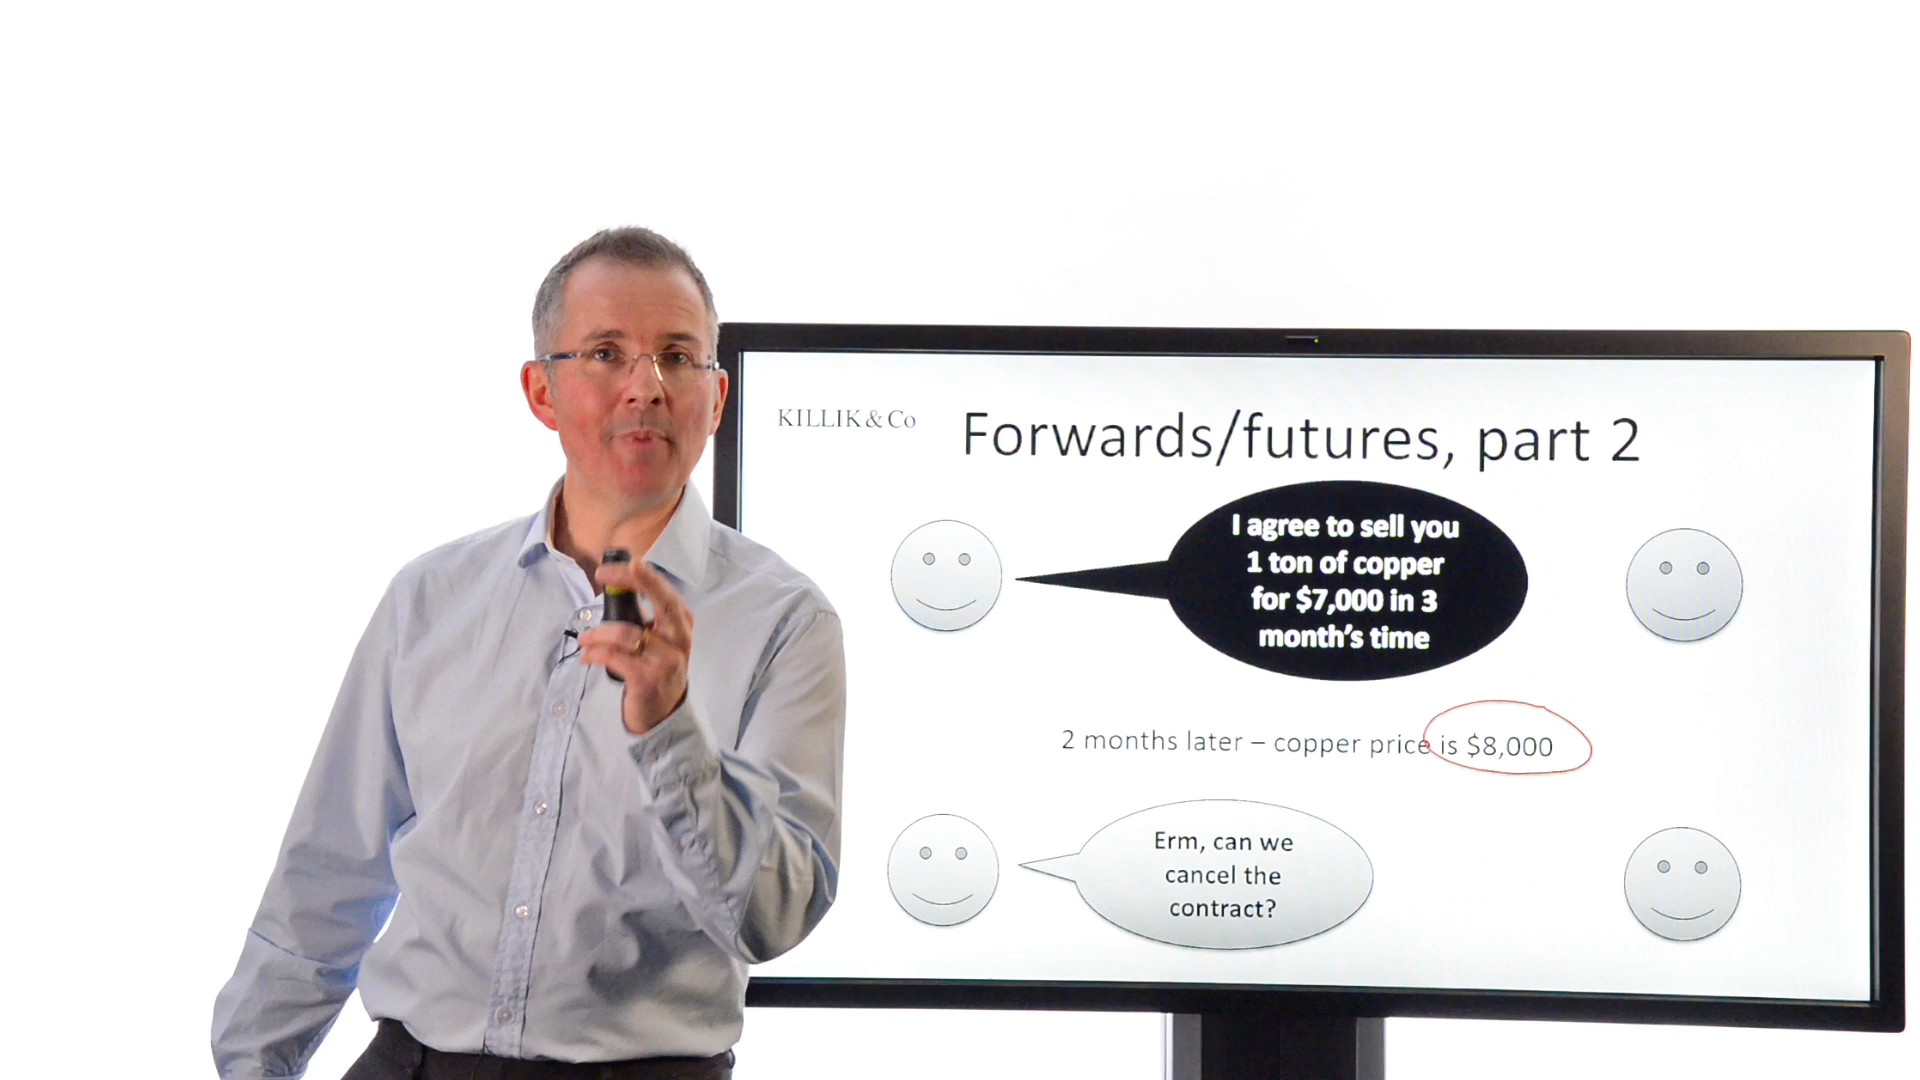 KILLIK & Co
Forwards/futures, part 2
I agree to sell you
1 ton of copper
for $7,000 in 3
month's time
2 months later – copper price is $8,000
Erm, can we
cancel the
contract?